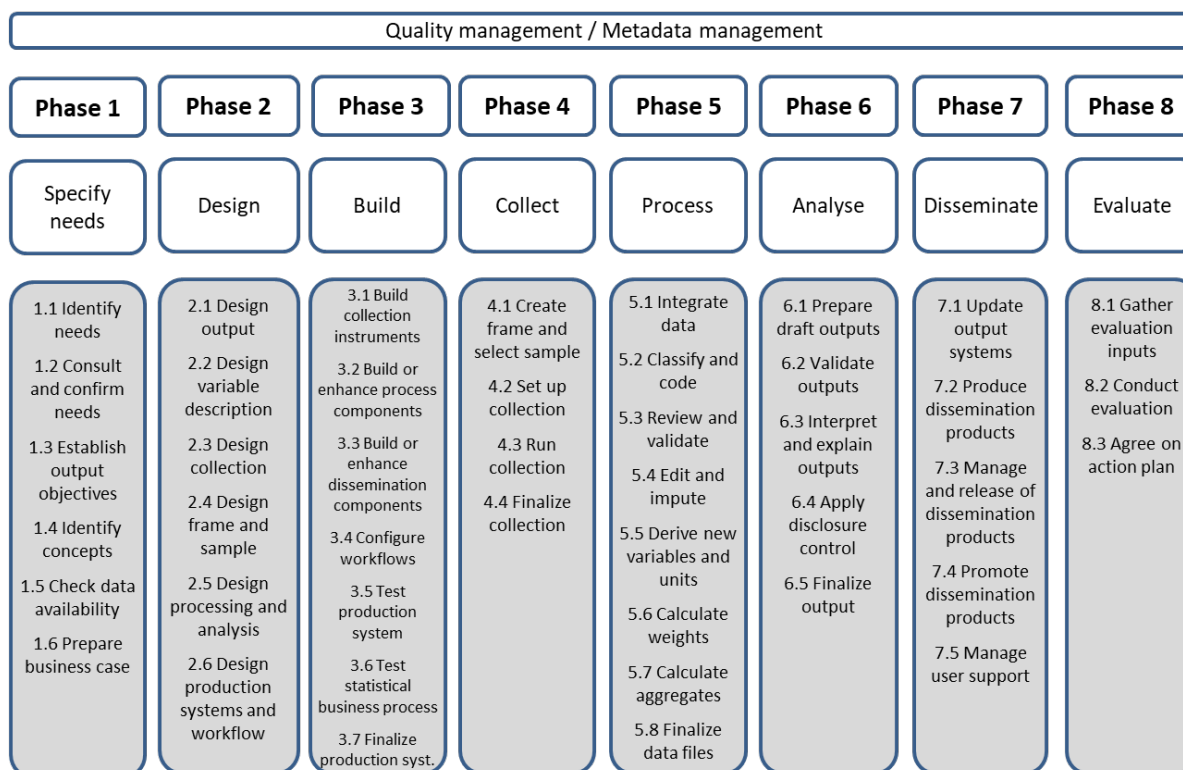 Quality management / Metadata management
Phase 1
Phase 2
Phase 3
Phase 4
Phase 5
Phase 6
Phase 7
Phase 8
Specify
needs
Design
Build
Collect
Process
Analyse
Disseminate
Evaluate
1.1 Identify
needs
1.2 Consult
and confirm
needs
1.3 Establish
output
objectives
1.4 Identify
concepts
1.5 Check data
availability
1.6 Prepare
business case
2.1 Design
output
2.2 Design
variable
description
2.3 Design
collection
2.4 Design
frame and
sample
2.5 Design
processing and
analysis
2.6 Design
production
systems and
workflow
3.1 Build
collection
instruments
3.2 Build or
enhance process
components
3.3 Build or
enhance
dissemination
components
3.4 Configure
workflows
3.5 Test
production
system
3.6 Test
statistical
business process
3.7 Finalize
production syst.
4.1 Create
frame and
select sample
4.2 Set up
collection
4.3 Run
collection
4.4 Finalize
collection
5.1 Integrate
data
5.2 Classify and
code
5.3 Review and
validate
5.4 Edit and
impute
5.5 Derive new
variables and
units
5.6 Calculate
weights
5.7 Calculate
aggregates
5.8 Finalize
data files
6.1 Prepare
draft outputs
6.2 Validate
outputs
6.3 Interpret
and explain
outputs
6.4 Apply
disclosure
control
6.5 Finalize
output
7.1 Update
output
systems
7.2 Produce
dissemination
products
7.3 Manage
and release of
dissemination
products
7.4 Promote
dissemination
products
7.5 Manage
user support
8.1 Gather
evaluation
inputs
8.2 Conduct
evaluation
8.3 Agree on
action plan